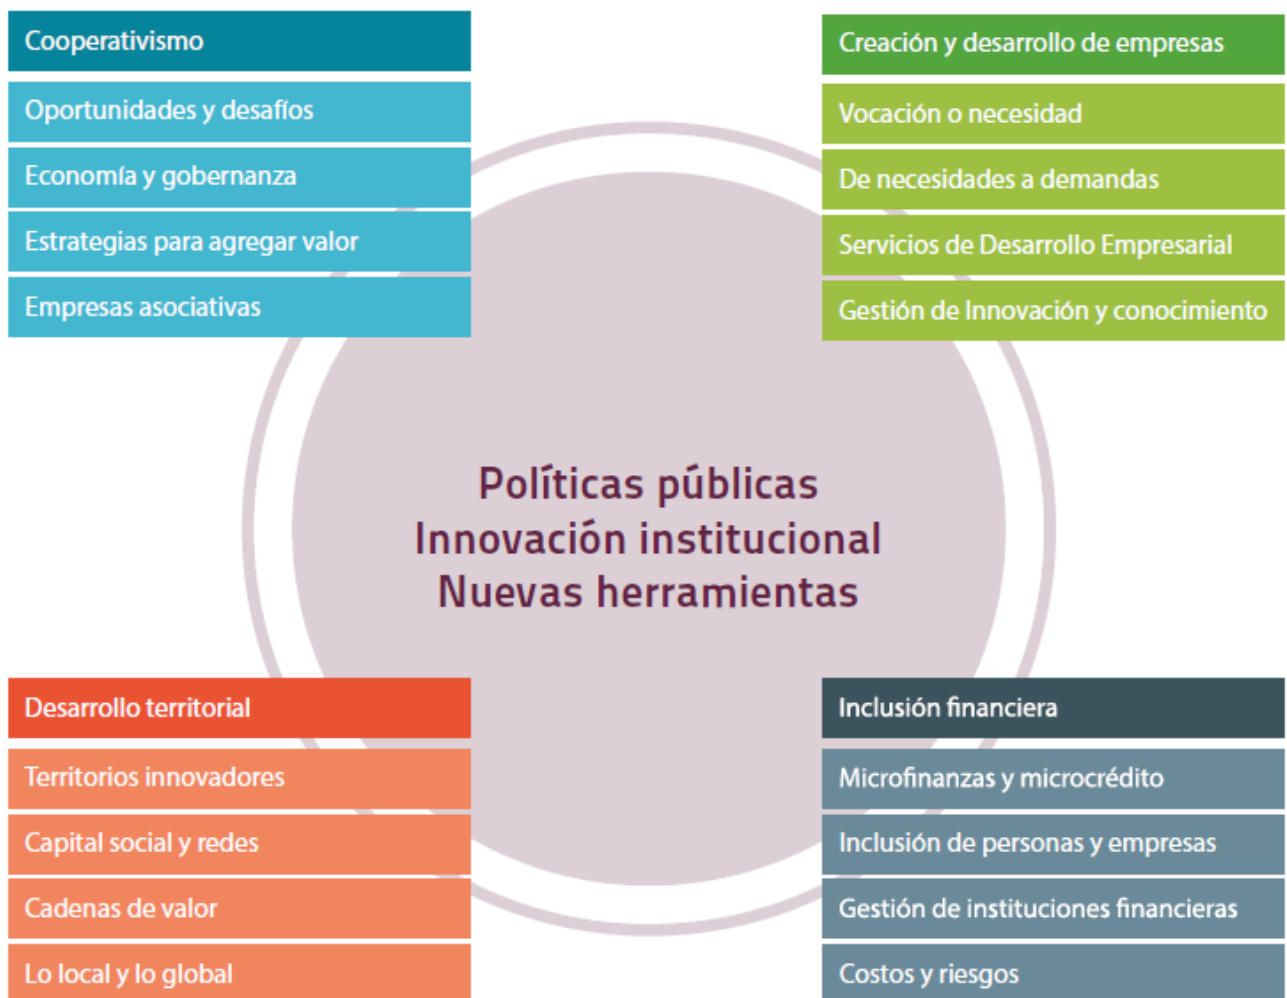 Cooperativismo
Oportunidades y desafíos
Economía y gobernanza
Estrategias para agregar valor
Empresas asociativas
Creación y desarrollo de empresas
Vocación o necesidad
De necesidades a demandas
Servicios de Desarrollo Empresarial
Gestión de Innovación y conocimiento
Políticas públicas
Innovación institucional
Nuevas herramientas
Desarrollo territorial
Territorios innovadores
Capital social y redes
Cadenas de valor
Lo local y lo global
Inclusión financiera
Microfinanzas y microcrédito
Inclusión de personas y empresas
Gestión de instituciones financieras
Costos y riesgos